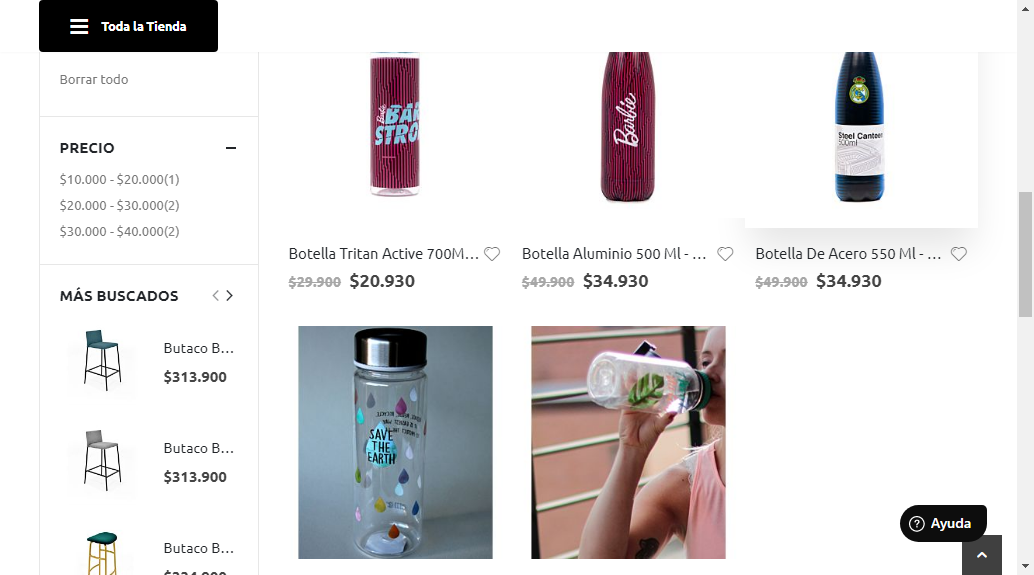 Toda la Tienda
Borrar todo
PRECIO
$10.000 - $20.000(1)
$20.000 - $30.000(2)
$30.000 - $40.000(2)
MÁS BUSCADOS
Butaco B...
$313.900
Butaco B...
$313.900
Butaco B...
Barbie
Barbie
Steel Canteen
500ml
Botella Tritan Active 700M...
$29.900 $20.930
Botella Aluminio 500 Ml - ...
$49.900 $34.930
Botella De Acero 550 Ml - ...
$49.900 $34.930
SAVE
THE
EARTH
Ayuda